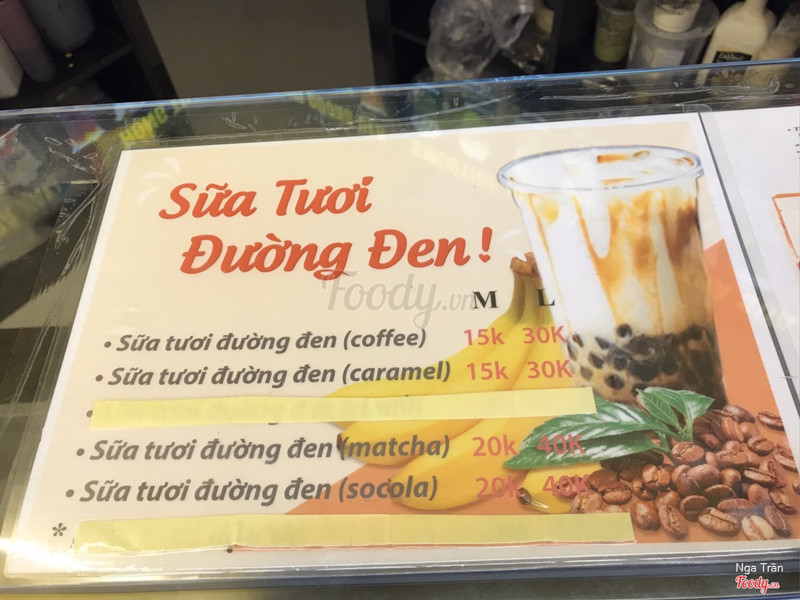 Sữa Tươi
Đường Đen!
Foody.vn
M L
• Sữa tươi đường đen (coffee) 15k 30K
• Sữa tươi đường đen (caramel) 15k 30K
•
• Sữa tươi đường đen (matcha) 20k 40K
• Sữa tươi đường đen (socola) 20k 40K
*
Nga Trần
Foody.vn